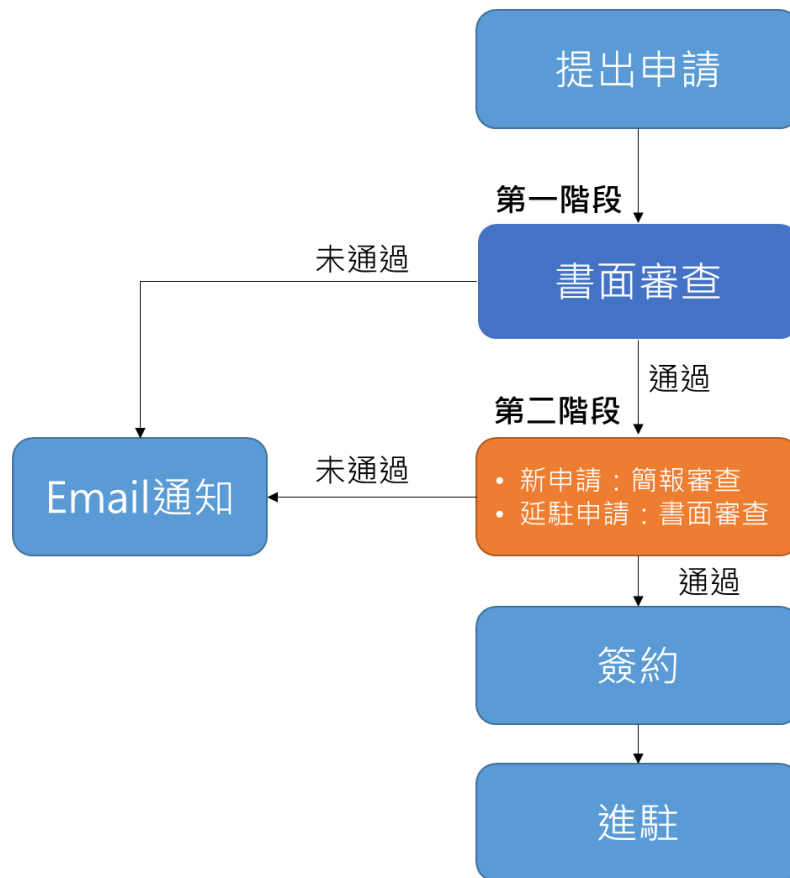 提出申請
第一階段
未通過
書面審查
通過
第二階段
Email通知
未通過
• 新申請：簡報審查
• 延駐申請：書面審查
通過
簽約
進駐